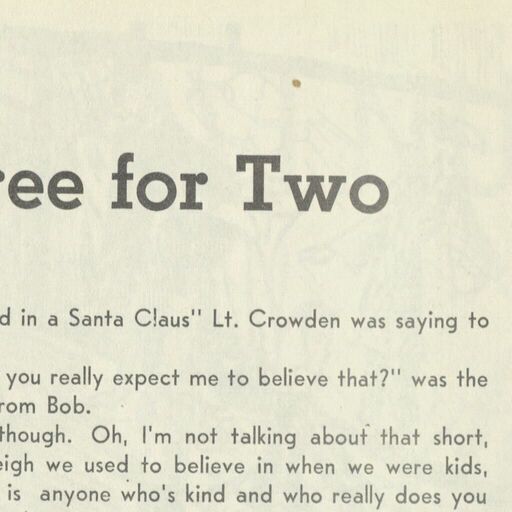 ree for Two
d in a Santa Claus" Lt. Crowden was saying to
you really expect me to believe that?" was the
rom Bob.
though. Oh, I'm not talking about that short,
eigh we used to believe in when we were kids,
is anyone who's kind and who really does you